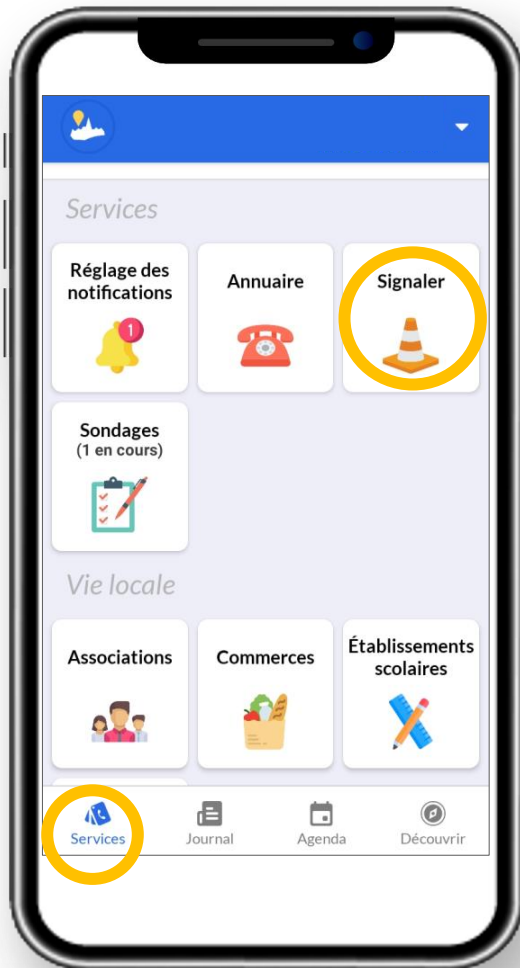 Services
Réglage des
notifications
1
Annuaire
Signaler
Sondages
(1 en cours)
Vie locale
Associations
Commerces
Établissements
scolaires
Services
Journal
Agenda
Découvrir